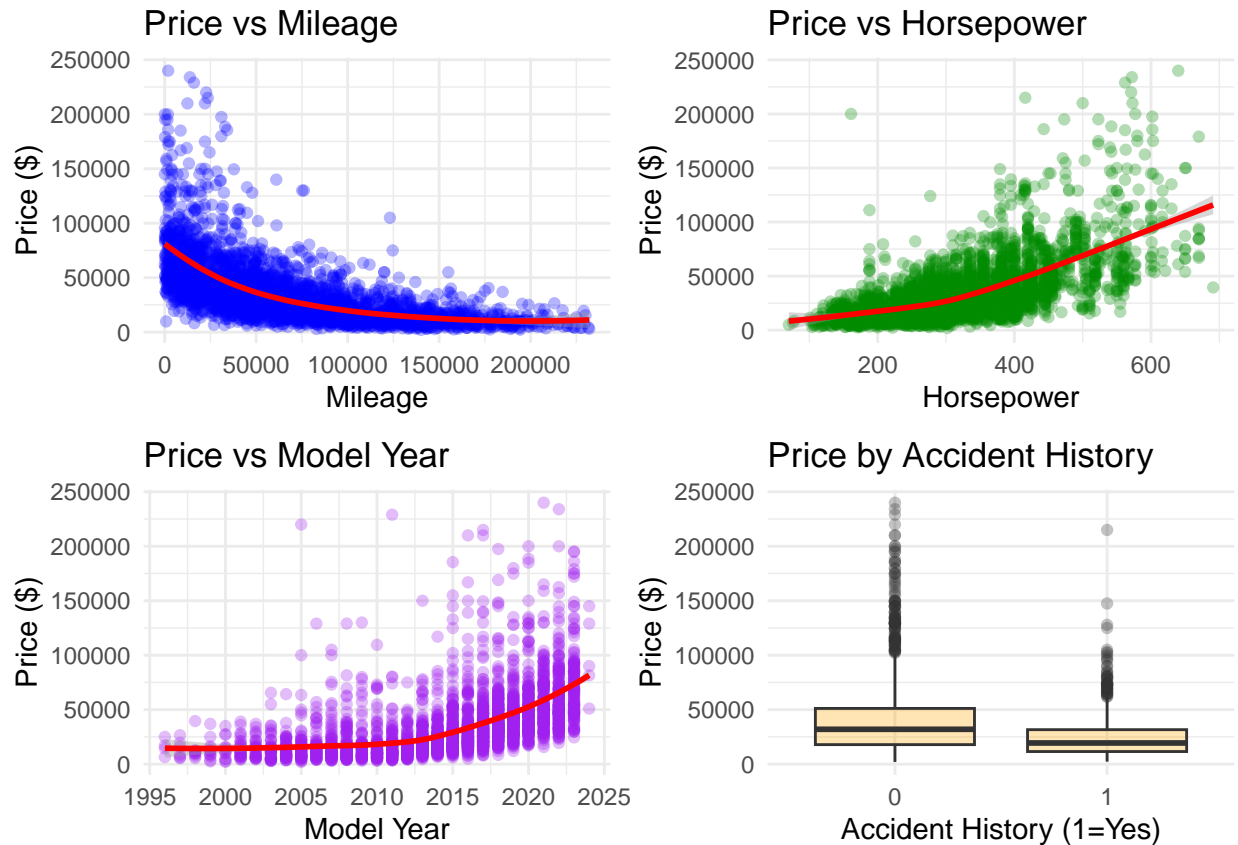 Price vs Mileage
250000
200000
150000
100000
50000
0
Price ($)
0 50000 100000 150000 200000
Mileage
Price vs Horsepower
250000
200000
150000
100000
50000
0
Price ($)
200 400 600
Horsepower
Price vs Model Year
250000
200000
150000
100000
50000
0
Price ($)
1995 2000 2005 2010 2015 2020 2025
Model Year
Price by Accident History
250000
200000
150000
100000
50000
0
Price ($)
0 1
Accident History (1=Yes)